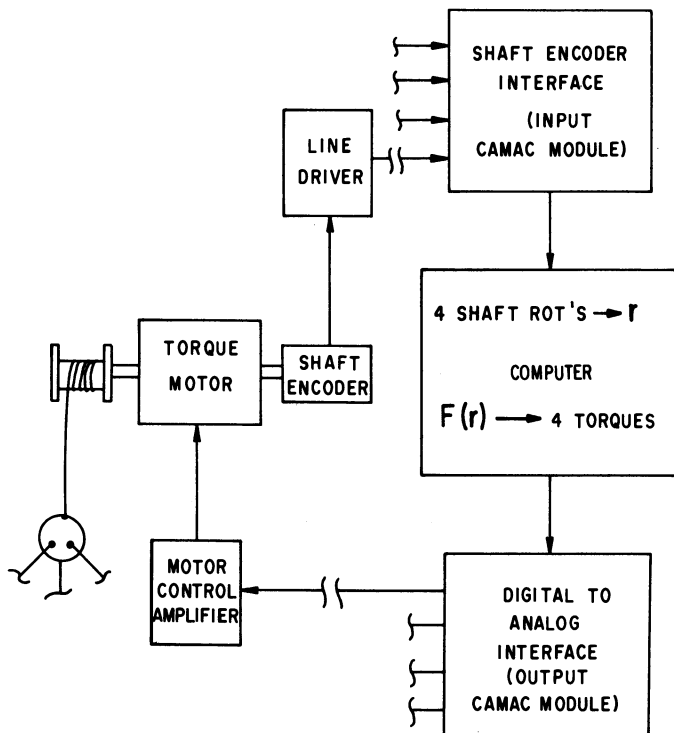 SHAFT ENCODER
INTERFACE
(INPUT
CAMAC MODULE)
LINE
DRIVER
4 SHAFT ROT'S → r
COMPUTER
F(r) → 4 TORQUES
TORQUE
MOTOR
SHAFT
ENCODER
MOTOR
CONTROL
AMPLIFIER
DIGITAL TO
ANALOG
INTERFACE
(OUTPUT
CAMAC MODULE)